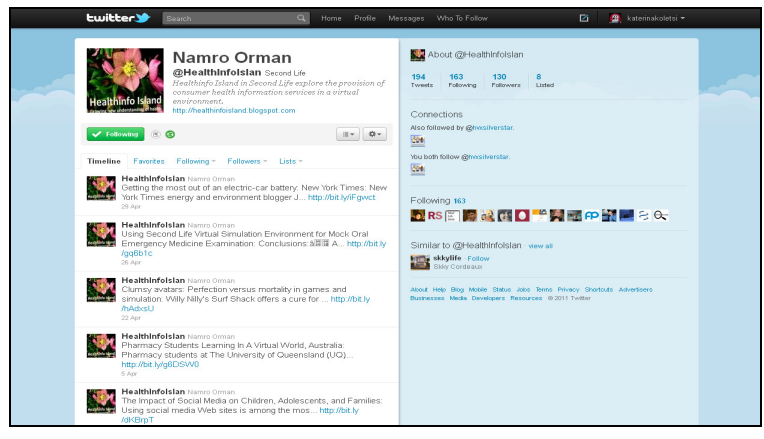 twitter Search Home Profile Messages Who To Follow katerinakoletsi
Namro Orman
@HealthInfoIslan Second Life
Healthinfo Island in Second Life explore the provision of
consumer health information services in a virtual
environment.
http://healthinfoisland.blogspot.com
Healthinfo Island
Following
Timeline Favorites Following Followers Lists
HealthInfoIslan Namro Orman
Getting the most out of an electric-car battery: New York Times: New
York Times energy and environment blogger J... http://bit.ly/iFgwct
28 Apr
HealthInfoIslan Namro Orman
Using Second Life Virtual Simulation Environment for Mock Oral
Emergency Medicine Examination: Conclusions:â A... http://bit.ly
/gq6b1c
26 Apr
HealthInfoIslan Namro Orman
Clumsy avatars: Perfection versus mortality in games and
simulation: Willy Nilly's Surf Shack offers a cure for ... http://bit.ly
/hAdxsU
22 Apr
HealthInfoIslan Namro Orman
Pharmacy Students Learning In A Virtual World, Australia:
Pharmacy students at The University of Queensland (UQ)...
http://bit.ly/g6DSW0
5 Apr
HealthInfoIslan Namro Orman
The Impact of Social Media on Children, Adolescents, and Families:
Using social media Web sites is among the mos... http://bit.ly
/dKBrpT
About @HealthInfoIslan
194 163 130 8
Tweets Following Followers Listed
Connections
Also followed by @hvxsilverstar.
You both follow @hvxsilverstar.
Following 163
RS
Similar to @HealthInfoIslan · view all
skkylife · Follow
Skky Cordeaux
About Help Blog Mobile Status Jobs Terms Privacy Shortcuts Advertisers
Businesses Media Developers Resources © 2011 Twitter